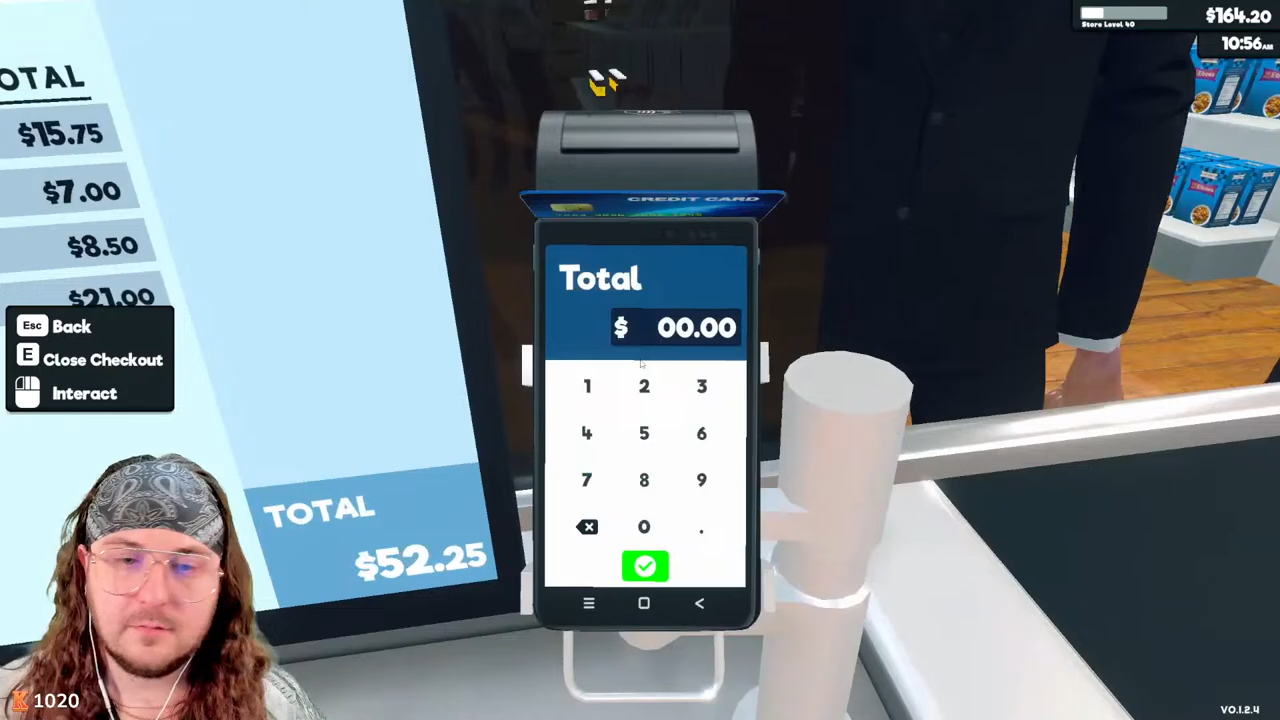 $164.20
Store Level 40
10:56AM
OTAL
$15.75
$7.00
$8.50
$21.00
Esc Back
E Close Checkout
Interact
TOTAL
$52.25
CREDIT CARD
Total
$ 00.00
1 2 3
4 5 6
7 8 9
0 .
K 1020
V0.1.2.4